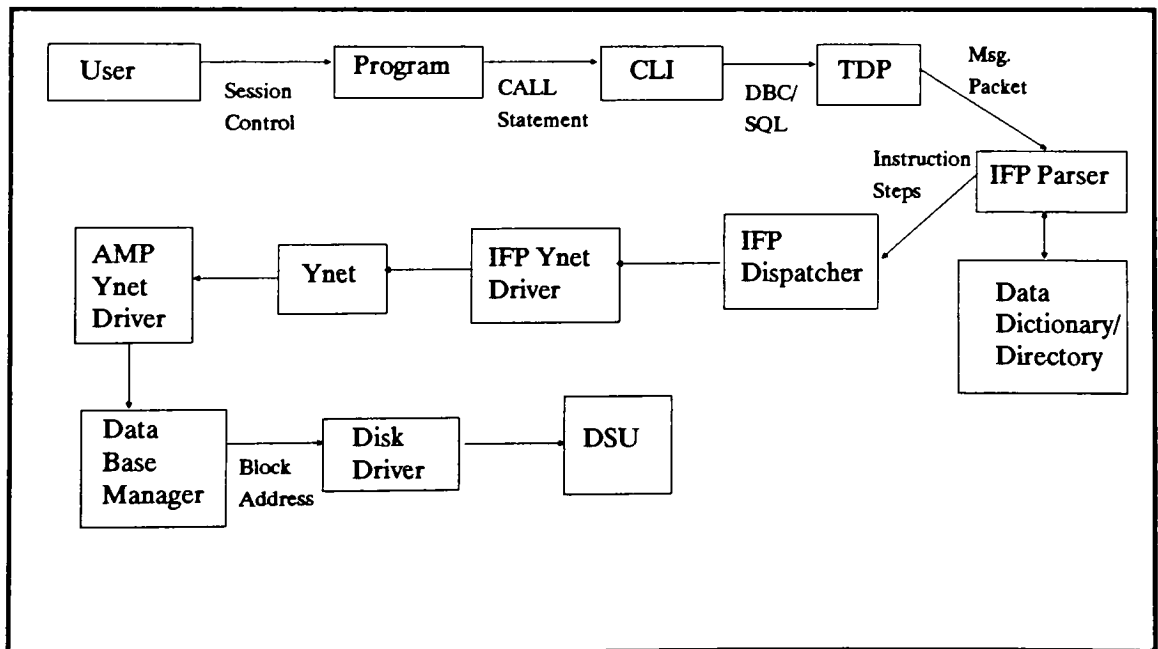 User
Session
Control
Program
CALL
Statement
CLI
DBC/
SQL
TDP
Msg.
Packet
IFP Parser
Instruction
Steps
Data
Dictionary/
Directory
IFP
Dispatcher
IFP Ynet
Driver
Ynet
AMP
Ynet
Driver
Data
Base
Manager
Block
Address
Disk
Driver
DSU